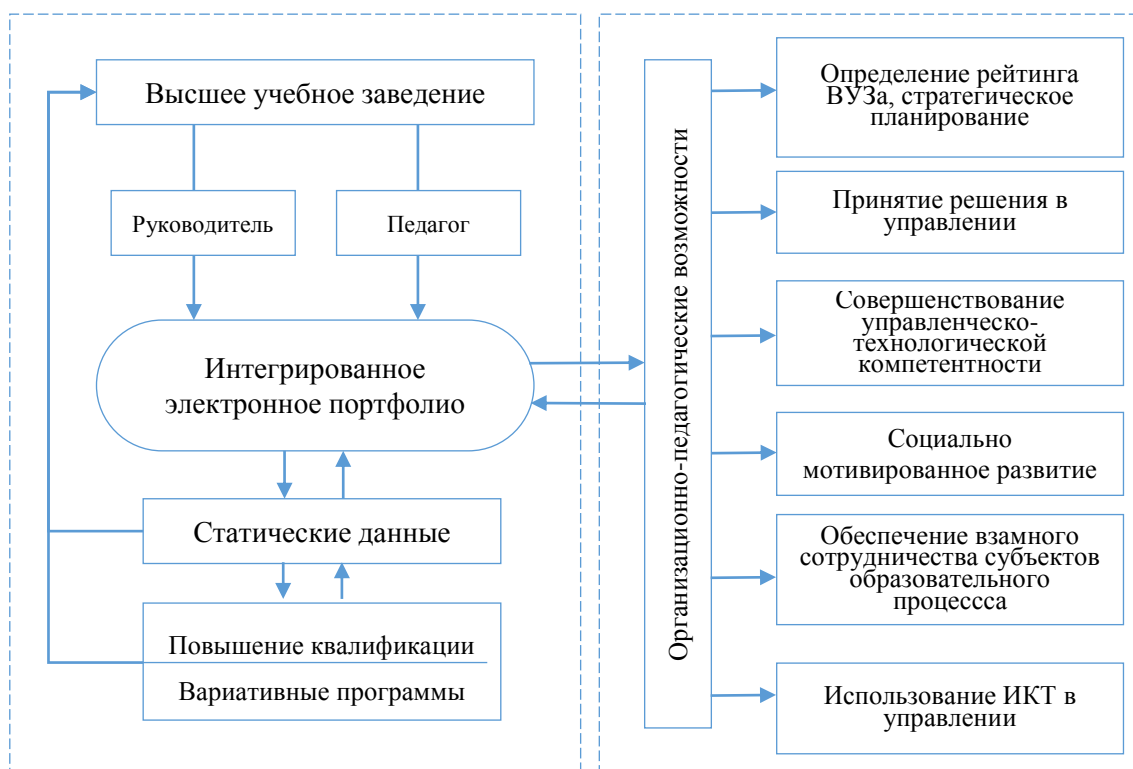 Высшее учебное заведение
Руководитель
Педагог
Интегрированное
электронное портфолио
Статические данные
Повышение квалификации
Вариативные программы
Организационно-педагогические возможности
Определение рейтинга
ВУЗа, стратегическое
планирование
Принятие решения в
управлении
Совершенствование
управленческо-
технологической
компетентности
Социально
мотивированное развитие
Обеспечение взамного
сотрудничества субъектов
образовательного
процессса
Использование ИКТ в
управлении